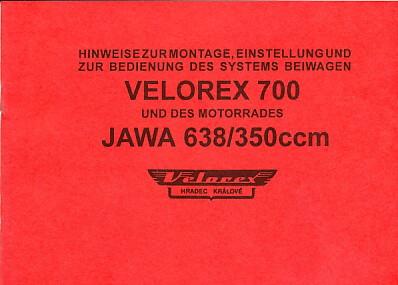 HINWEISE ZUR MONTAGE, EINSTELLUNG UND
ZUR BEDIENUNG DES SYSTEMS BEIWAGEN
VELOREX 700
UND DES MOTORRADES
JAWA 638/350ccm
Velorex
HRADEC KRÁLOVÉ